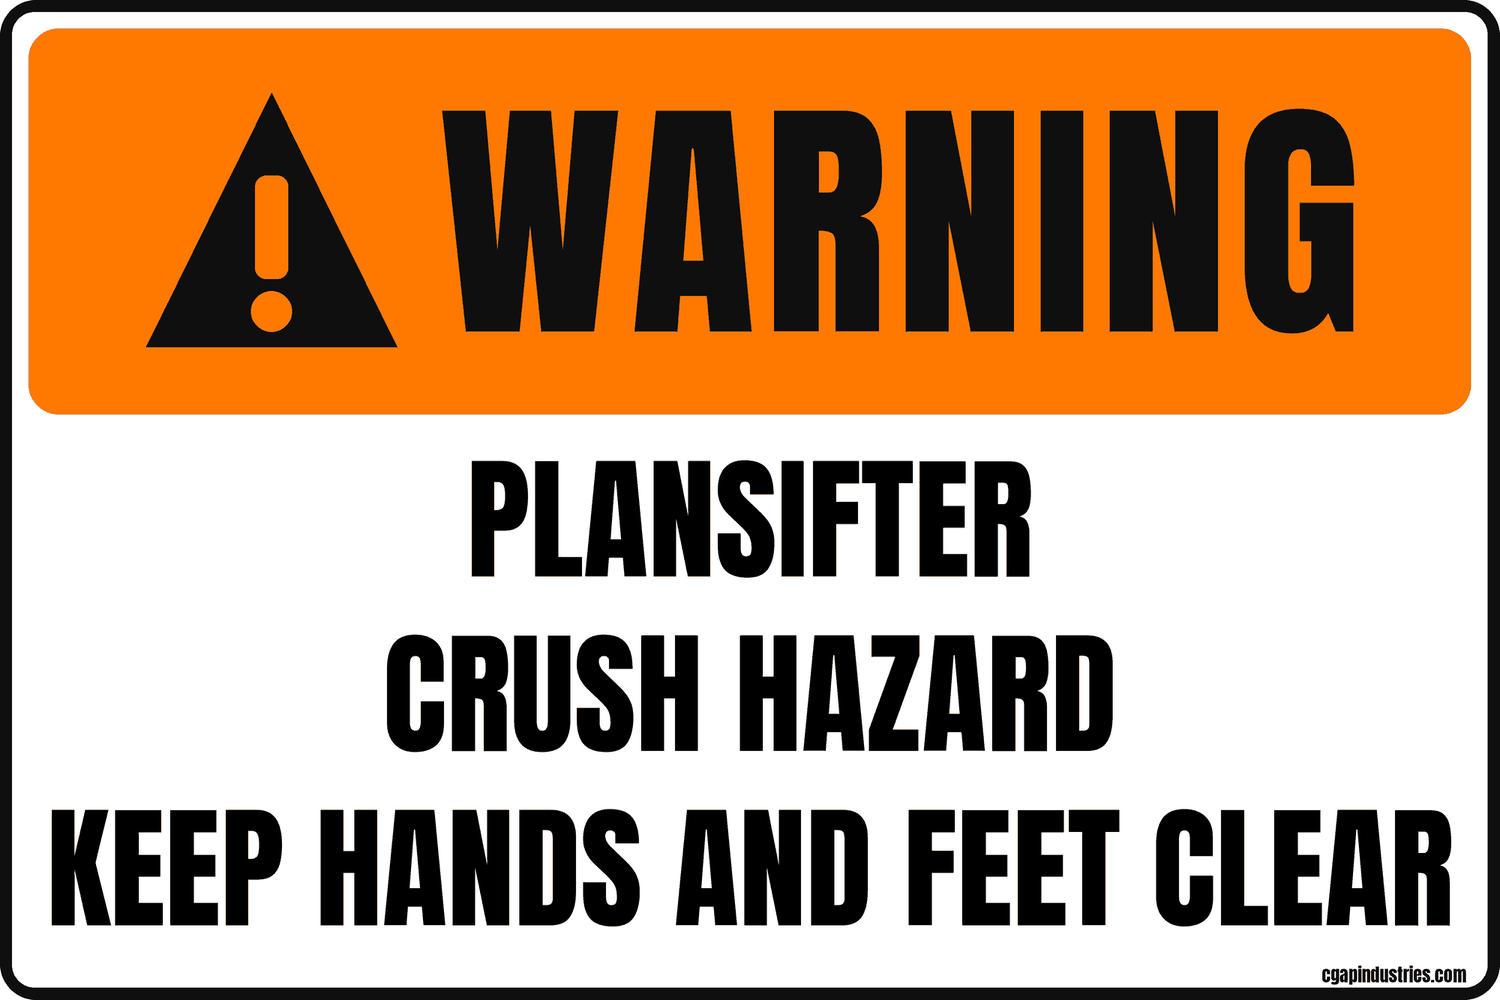 WARNING
PLANSIFTER
CRUSH HAZARD
KEEP HANDS AND FEET CLEAR
cgapindustries.com